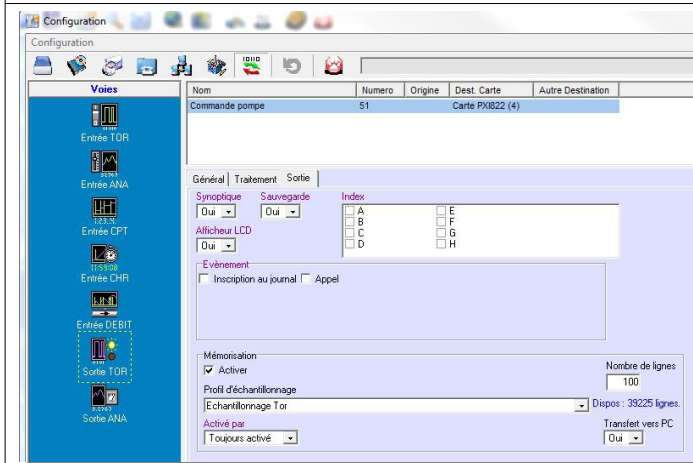 Configuration
Configuration
Voies
Entrée TOR
Entrée ANA
Entrée CPT
11:59:08
Entrée CHR
Entrée DEBIT
Sortie TOR
Sortie ANA
Nom Numero Origine Dest. Carte Autre Destination
Commande pompe 51 Carte PXI822 (4)
Général Traitement Sortie
Synoptique Sauvegarde Index
Oui Oui
A E
B F
C G
D H
Afficheur LCD
Oui
Evènement
Inscription au journal Appel
Mémorisation
Activer
Nombre de lignes
100
Profil d'échantillonnage
Echantillonnage Tor
Dispos : 39225 lignes.
Activé par
Transfert vers PC
Toujours activé
Oui